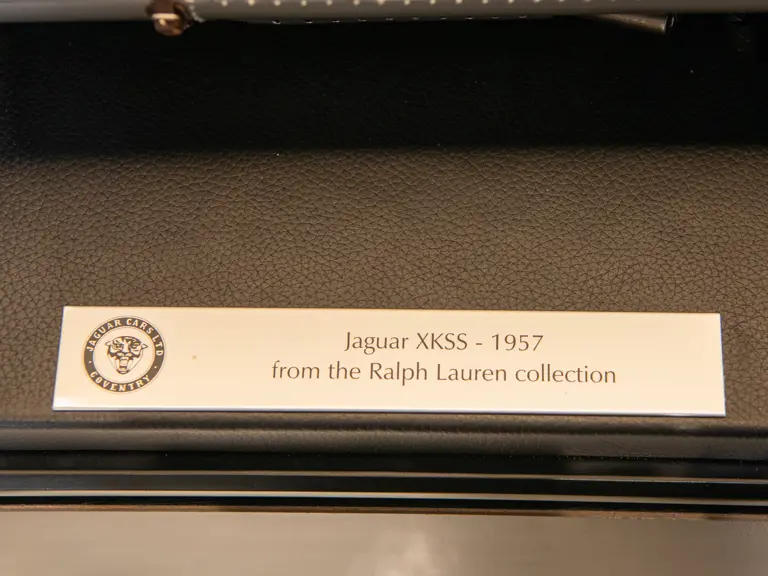 JAGUAR CARS LTD
COVENTRY
Jaguar XKSS - 1957
from the Ralph Lauren collection